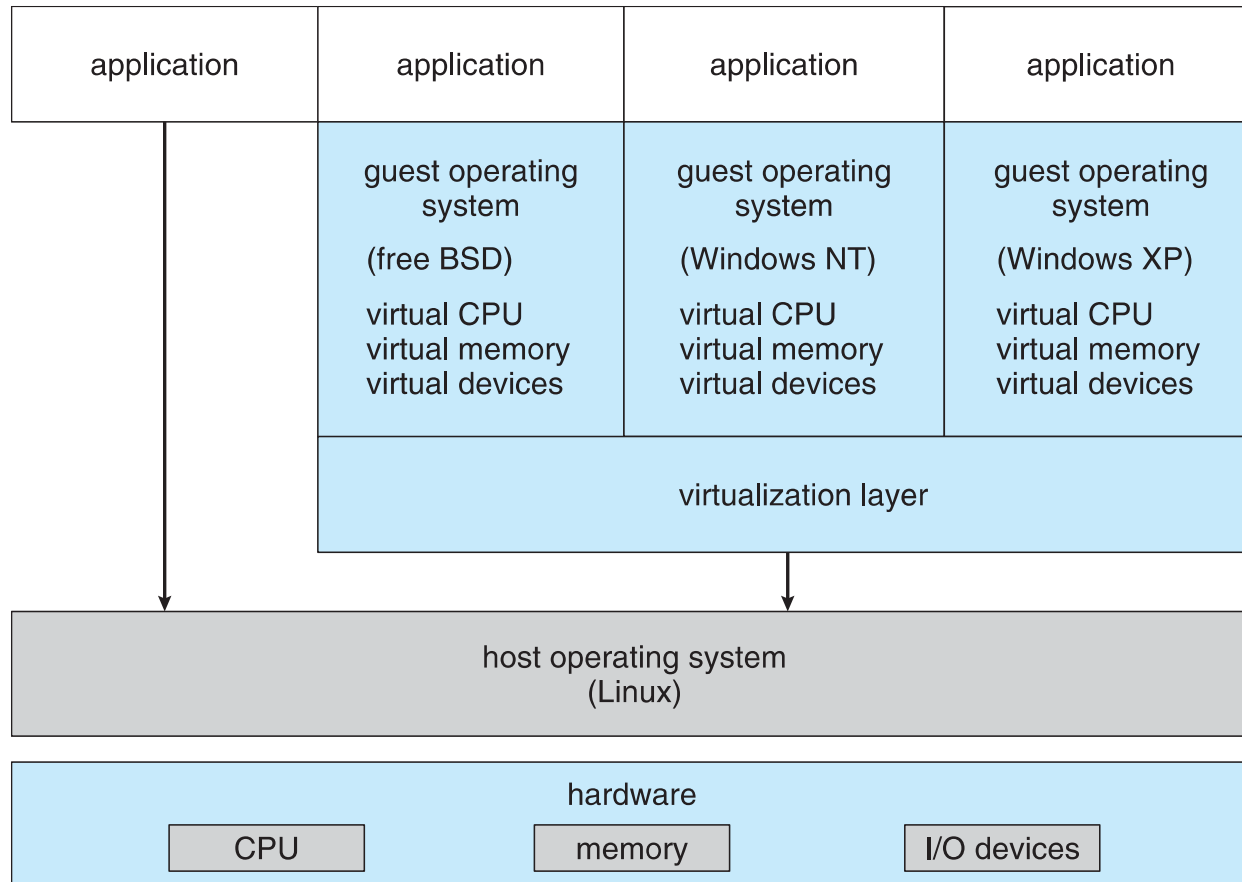 application
application
application
application
guest operating
system
(free BSD)
virtual CPU
virtual memory
virtual devices
guest operating
system
(Windows NT)
virtual CPU
virtual memory
virtual devices
guest operating
system
(Windows XP)
virtual CPU
virtual memory
virtual devices
virtualization layer
host operating system
(Linux)
hardware
CPU
memory
I/O devices